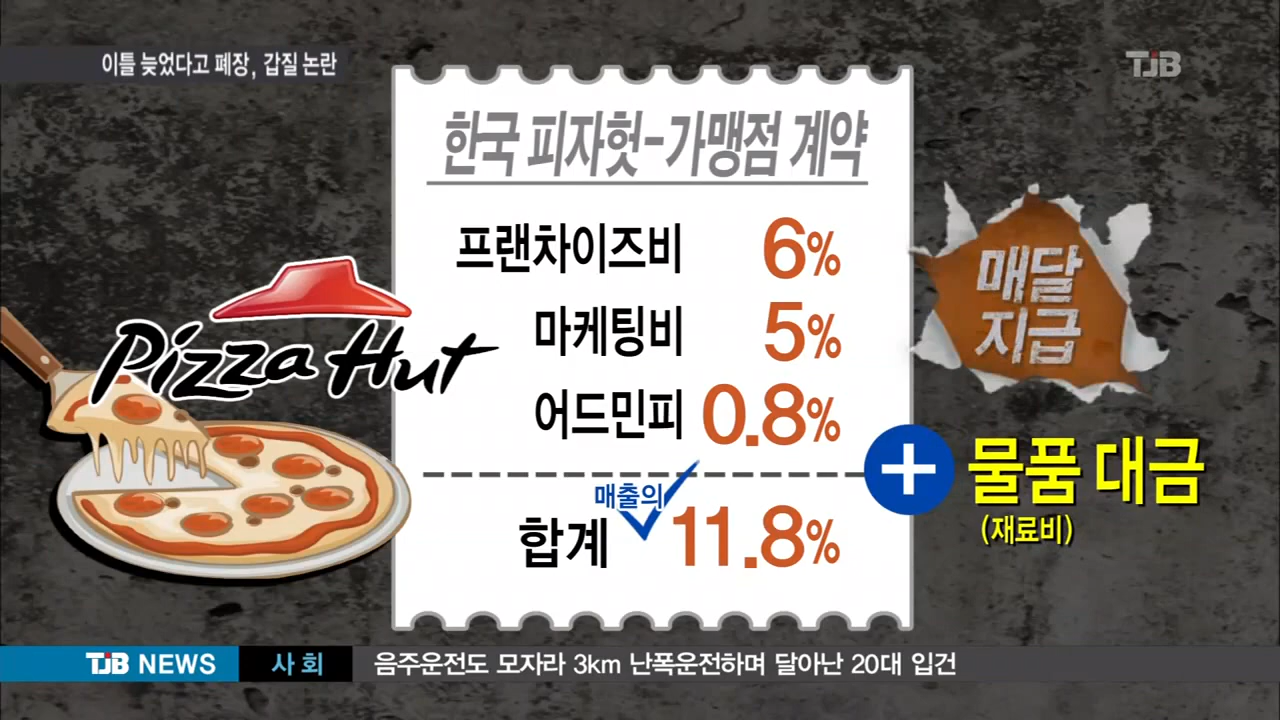 이틀 늦었다고 폐장, 갑질 논란
TJB
한국 피자헛-가맹점 계약
프랜차이즈비 6%
마케팅비 5%
어드민피 0.8%
매출의
합계 11.8%
Pizza Hut
매달
지급
+ 물품 대금
(재료비)
TJB NEWS 사회 음주운전도 모자라 3km 난폭운전하며 달아난 20대 입건